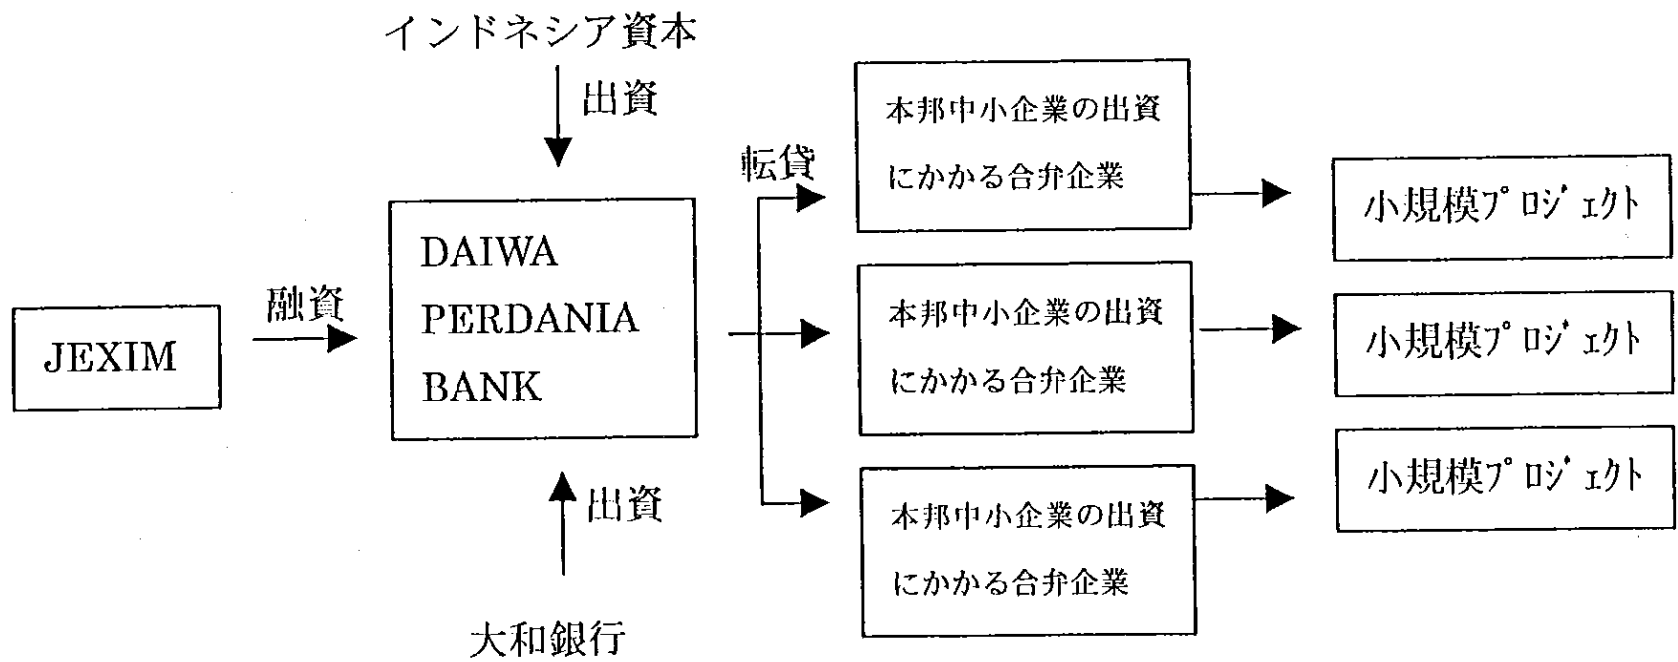 インドネシア資本
出資
JEXIM
融資
DAIWA
PERDANIA
BANK
出資
大和銀行
転貸
本邦中小企業の出資
にかかる合弁企業
本邦中小企業の出資
にかかる合弁企業
本邦中小企業の出資
にかかる合弁企業
小規模プロジェクト
小規模プロジェクト
小規模プロジェクト